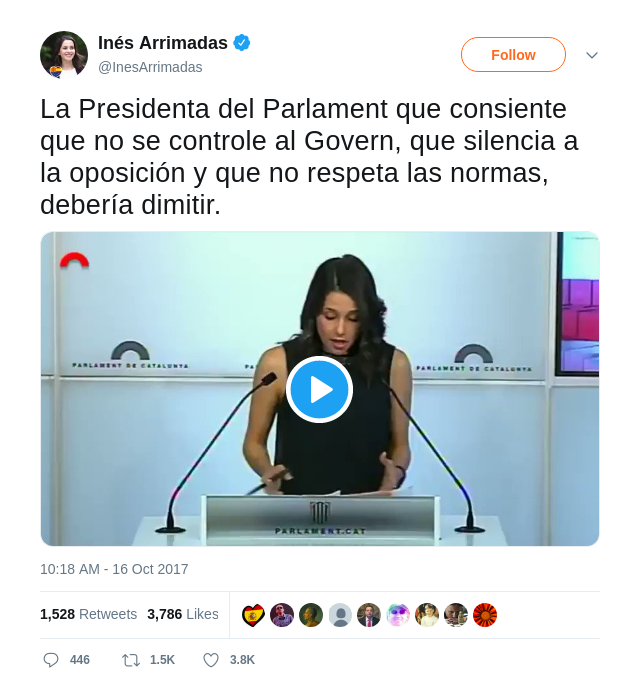 Inés Arrimadas
@InesArrimadas
Follow
La Presidenta del Parlament que consiente
que no se controle al Govern, que silencia a
la oposición y que no respeta las normas,
debería dimitir.
PARLAMENT DE CATALUNYA
PA
PARLAMENT DE CATALUNYA
PARLAMENT.CAT
10:18 AM - 16 Oct 2017
1,528 Retweets 3,786 Likes
446 1.5K 3.8K